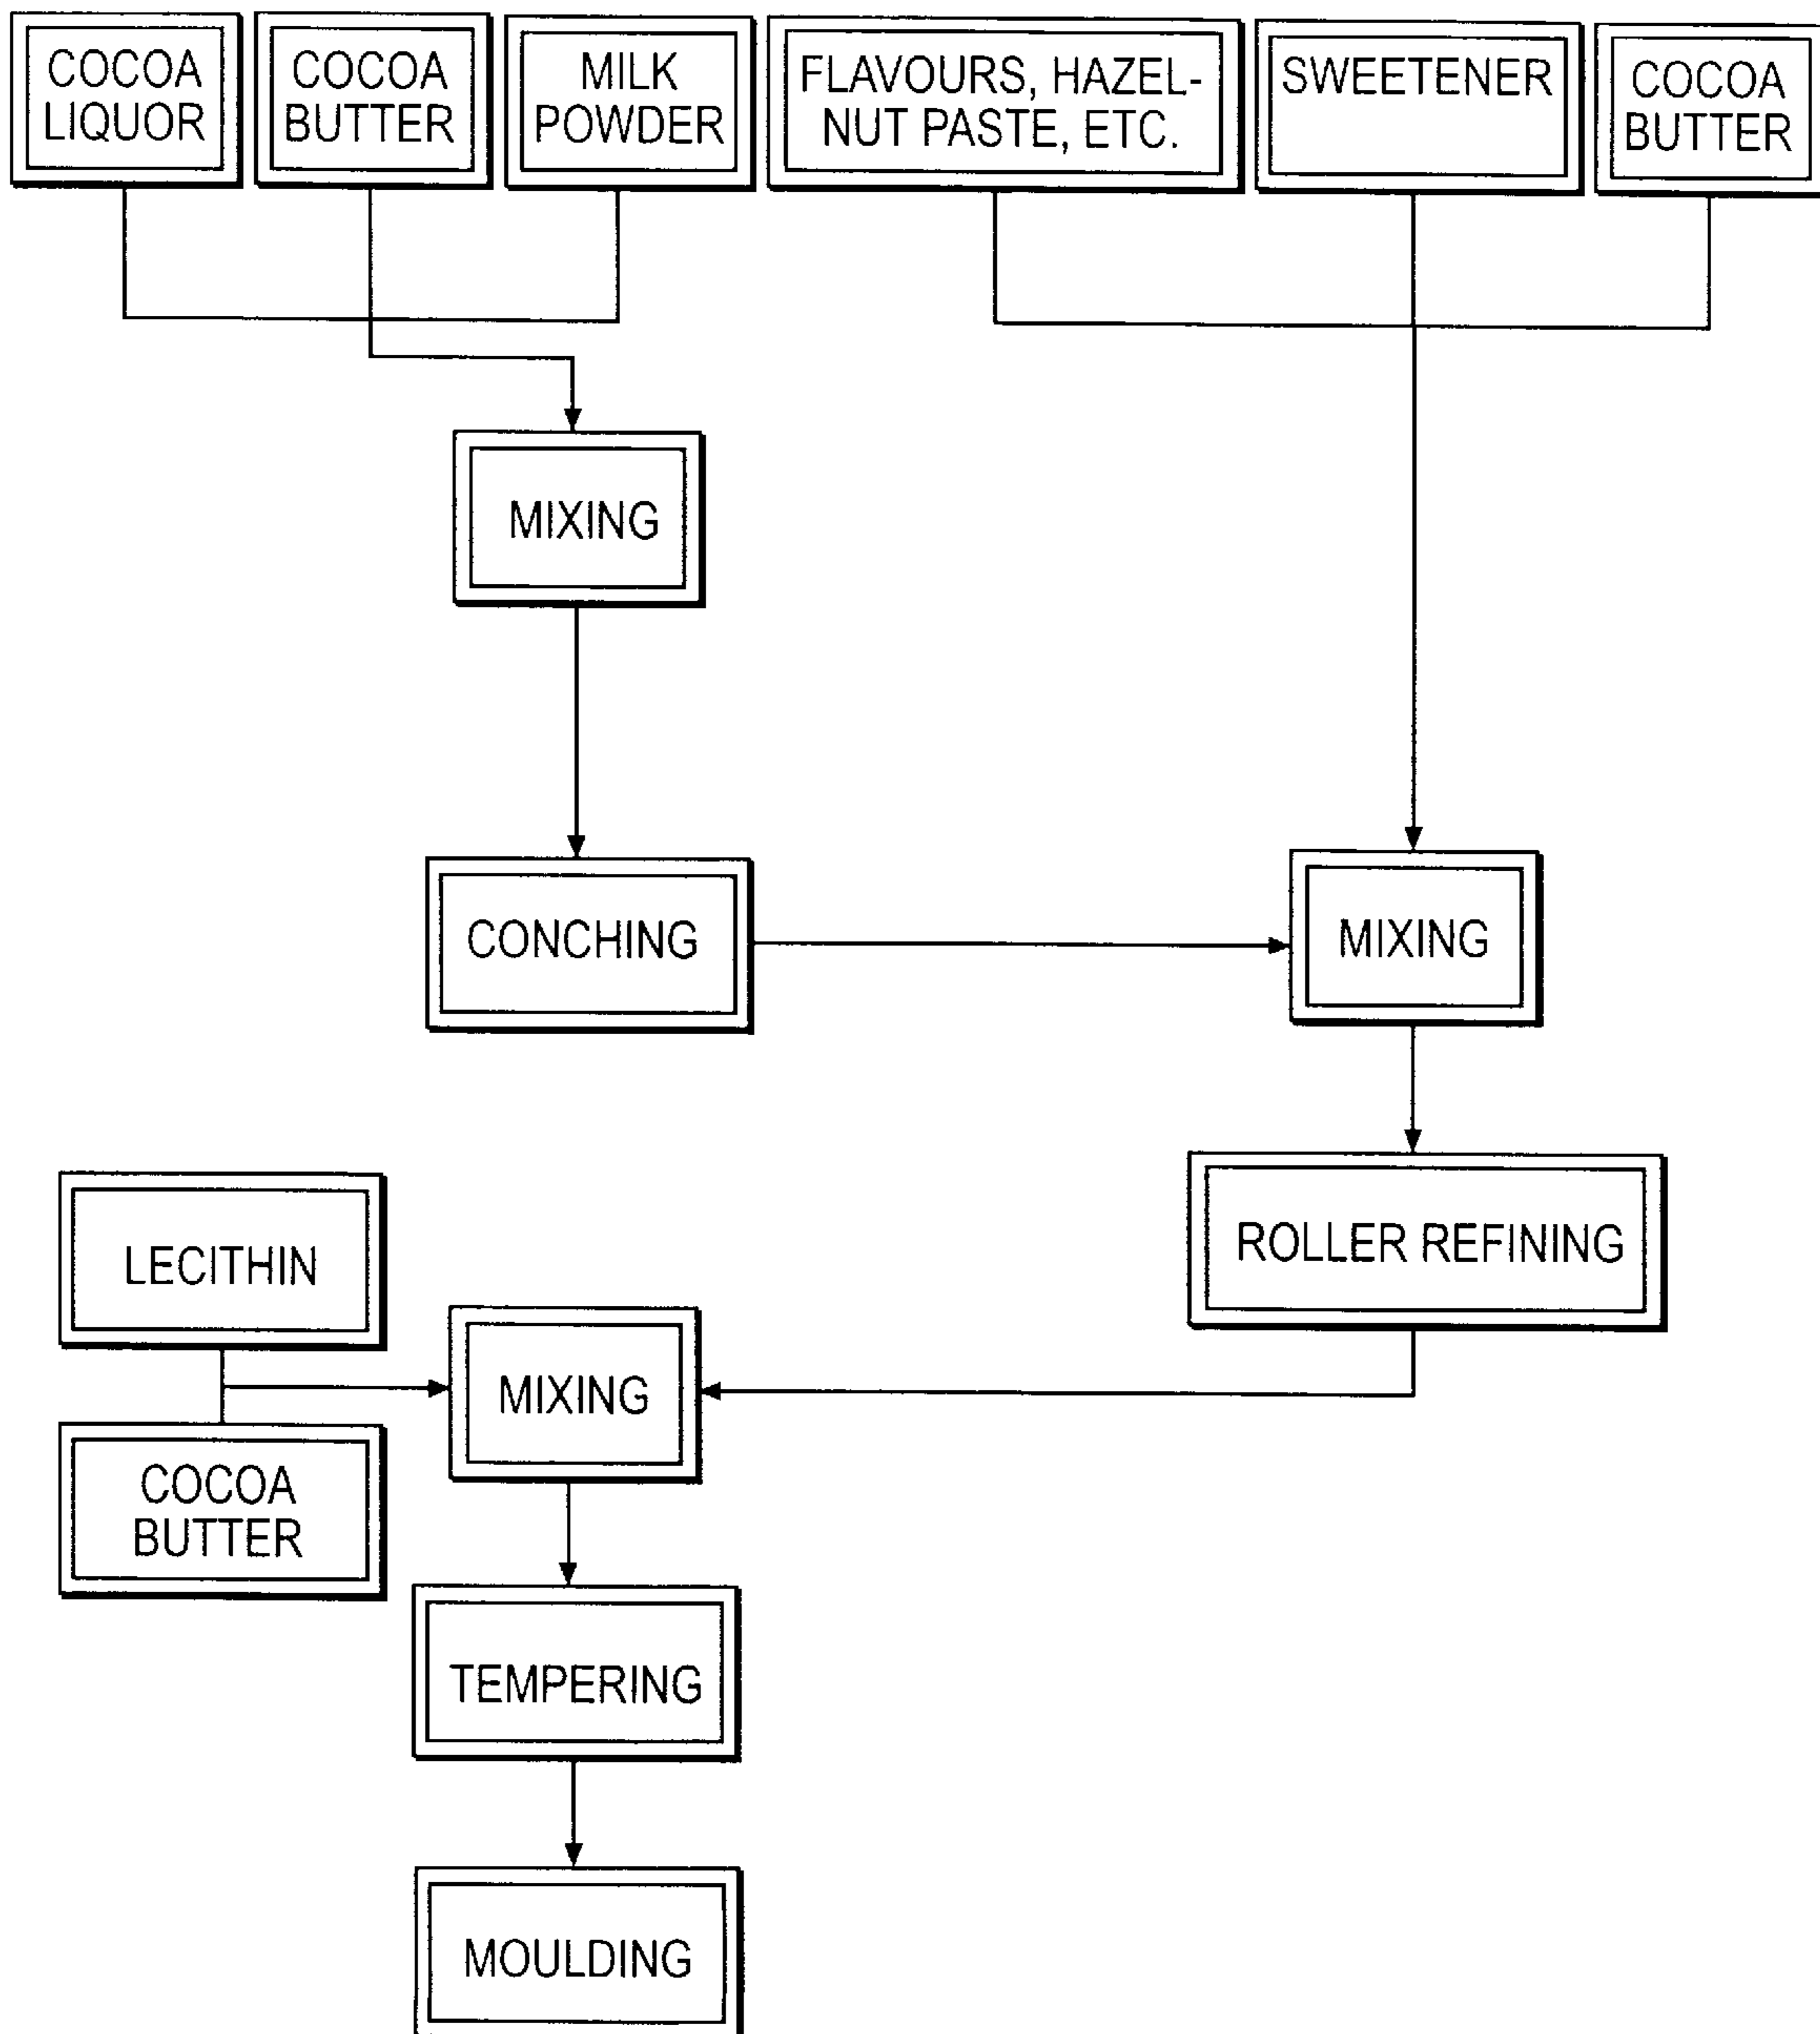 COCOA
LIQUOR
COCOA
BUTTER
MILK
POWDER
FLAVOURS, HAZEL-
NUT PASTE, ETC.
SWEETENER
COCOA
BUTTER
MIXING
CONCHING
MIXING
ROLLER REFINING
LECITHIN
COCOA
BUTTER
MIXING
TEMPERING
MOULDING